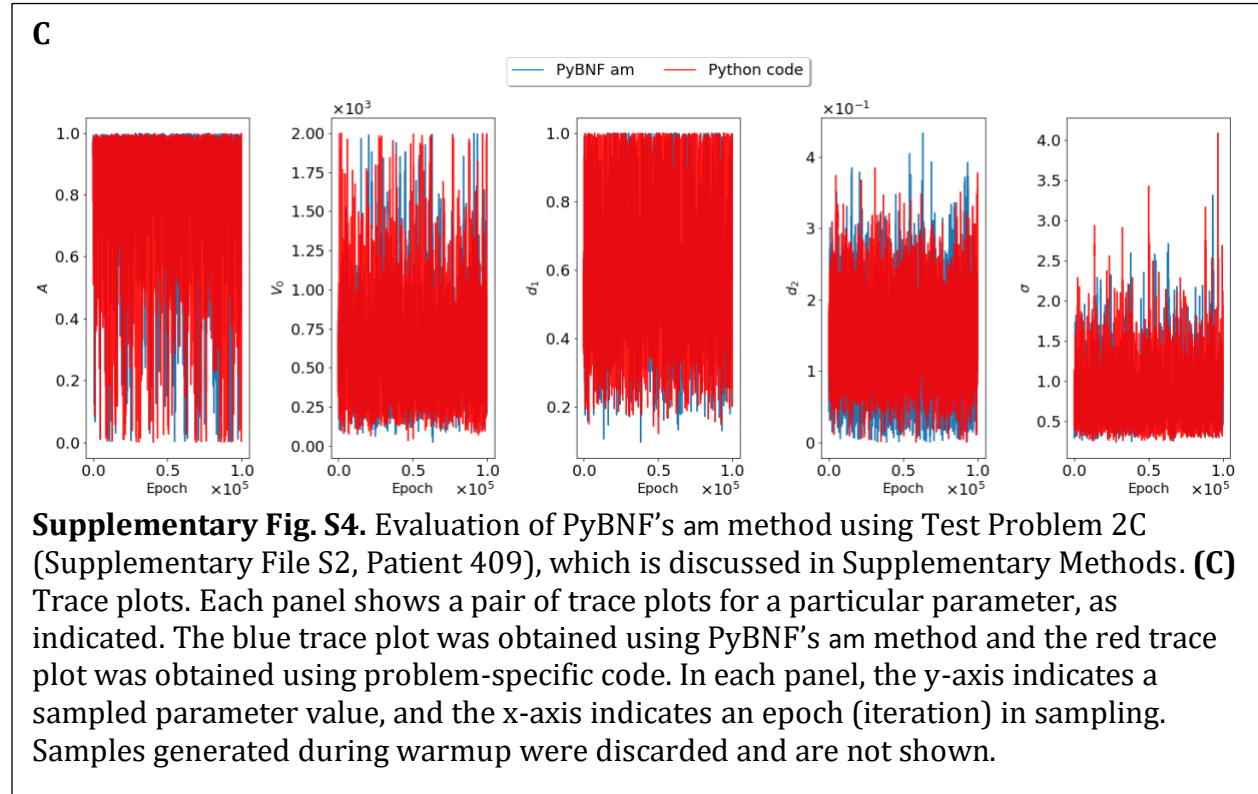 C
PyBNF am
Python code
×10³
×10⁻¹
1.0
0.8
0.6
0.4
0.2
0.0
A
0.0
0.5
1.0
Epoch
×10⁵
2.00
1.75
1.50
1.25
1.00
0.75
0.50
0.25
0.00
V₀
0.0
0.5
1.0
Epoch
×10⁵
1.0
0.8
0.6
0.4
0.2
d₁
0.0
0.5
1.0
Epoch
×10⁵
4
3
2
1
0
d₂
0.0
0.5
1.0
Epoch
×10⁵
4.0
3.5
3.0
2.5
2.0
1.5
1.0
0.5
σ
0.0
0.5
1.0
Epoch
×10⁵
Supplementary Fig. S4. Evaluation of PyBNF's am method using Test Problem 2C
(Supplementary File S2, Patient 409), which is discussed in Supplementary Methods. (C)
Trace plots. Each panel shows a pair of trace plots for a particular parameter, as
indicated. The blue trace plot was obtained using PyBNF's am method and the red trace
plot was obtained using problem-specific code. In each panel, the y-axis indicates a
sampled parameter value, and the x-axis indicates an epoch (iteration) in sampling.
Samples generated during warmup were discarded and are not shown.